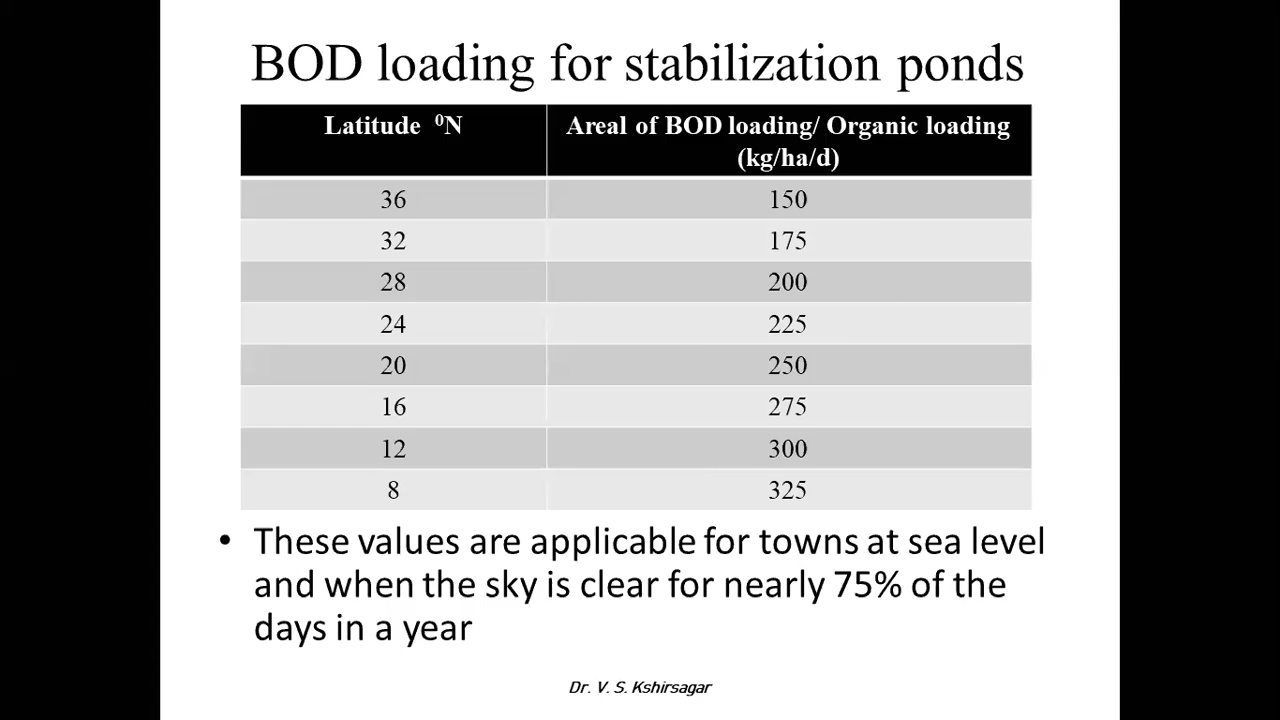 BOD loading for stabilization ponds
Latitude ⁰N
Areal of BOD loading/ Organic loading
(kg/ha/d)
36 150
32 175
28 200
24 225
20 250
16 275
12 300
8 325
• These values are applicable for towns at sea level
and when the sky is clear for nearly 75% of the
days in a year
Dr. V. S. Kshirsagar